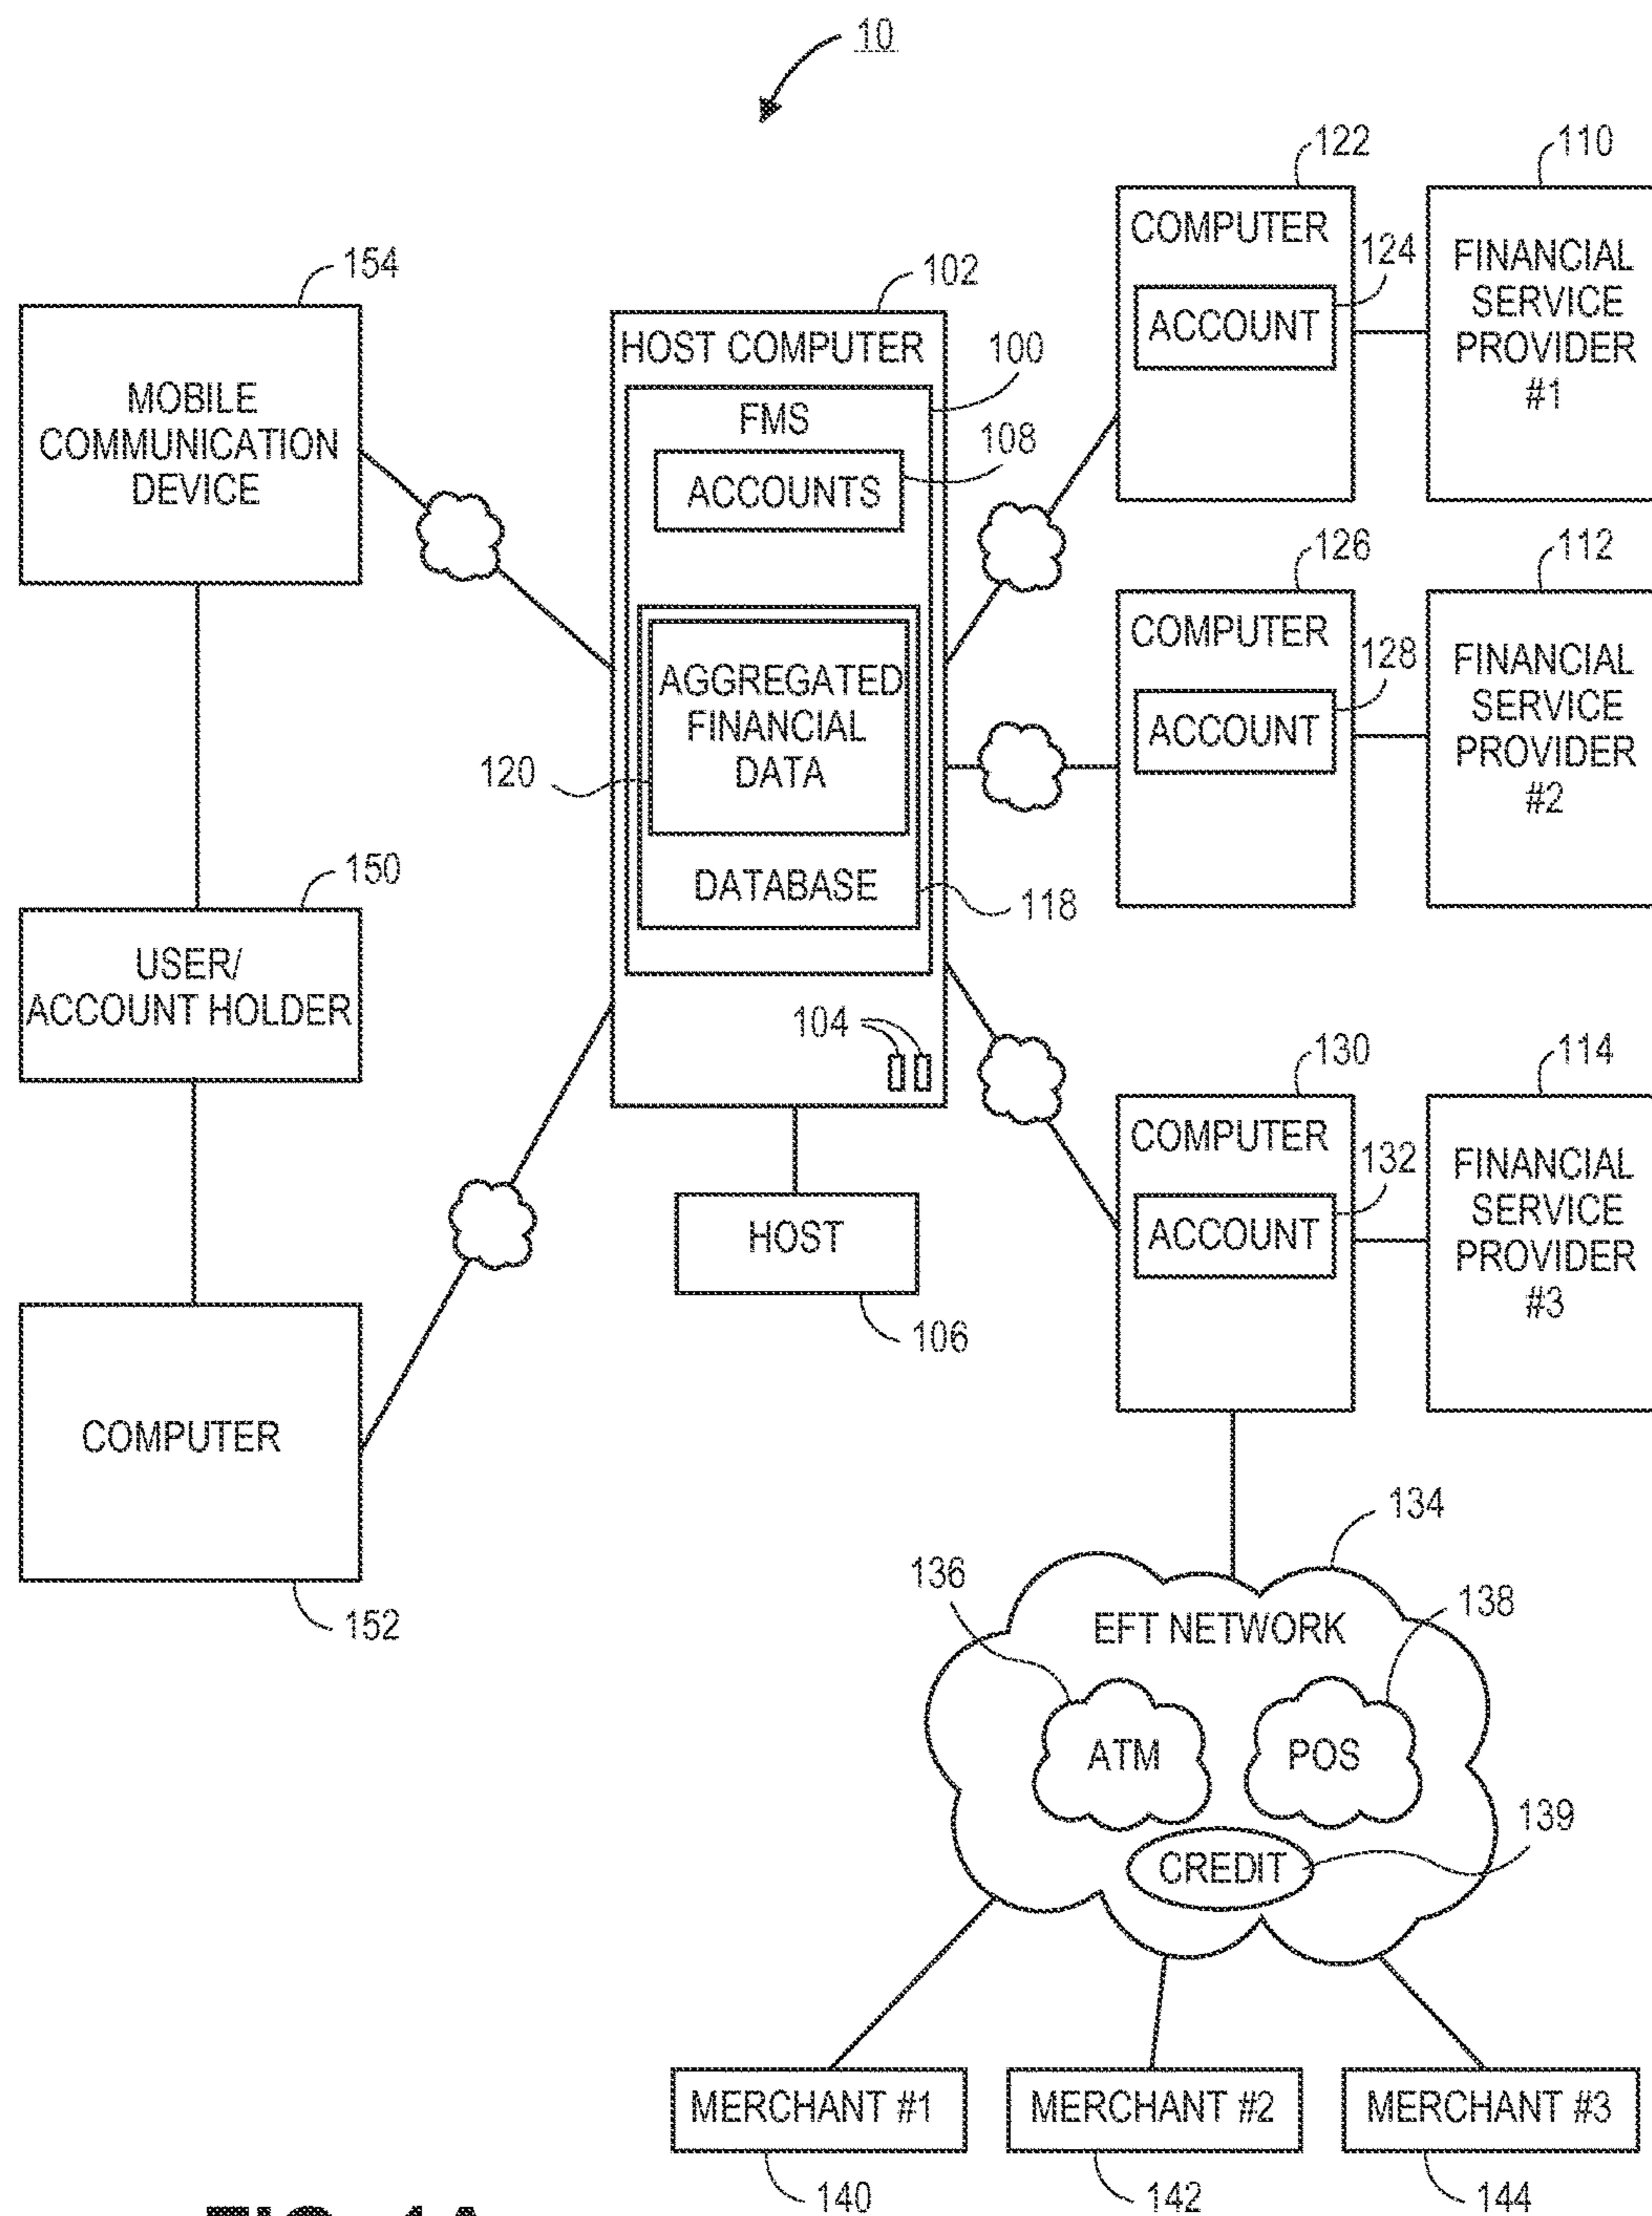 10
122
110
COMPUTER
124
ACCOUNT
FINANCIAL
SERVICE
PROVIDER
#1
154
MOBILE
COMMUNICATION
DEVICE
102
HOST COMPUTER
100
FMS
108
ACCOUNTS
AGGREGATED
FINANCIAL
DATA
120
DATABASE
118
104
126
112
COMPUTER
128
ACCOUNT
FINANCIAL
SERVICE
PROVIDER
#2
150
USER/
ACCOUNT HOLDER
130
114
COMPUTER
132
ACCOUNT
FINANCIAL
SERVICE
PROVIDER
#3
HOST
106
COMPUTER
152
134
136
EFT NETWORK
138
ATM
POS
139
CREDIT
MERCHANT #1
MERCHANT #2
MERCHANT #3
140
142
144